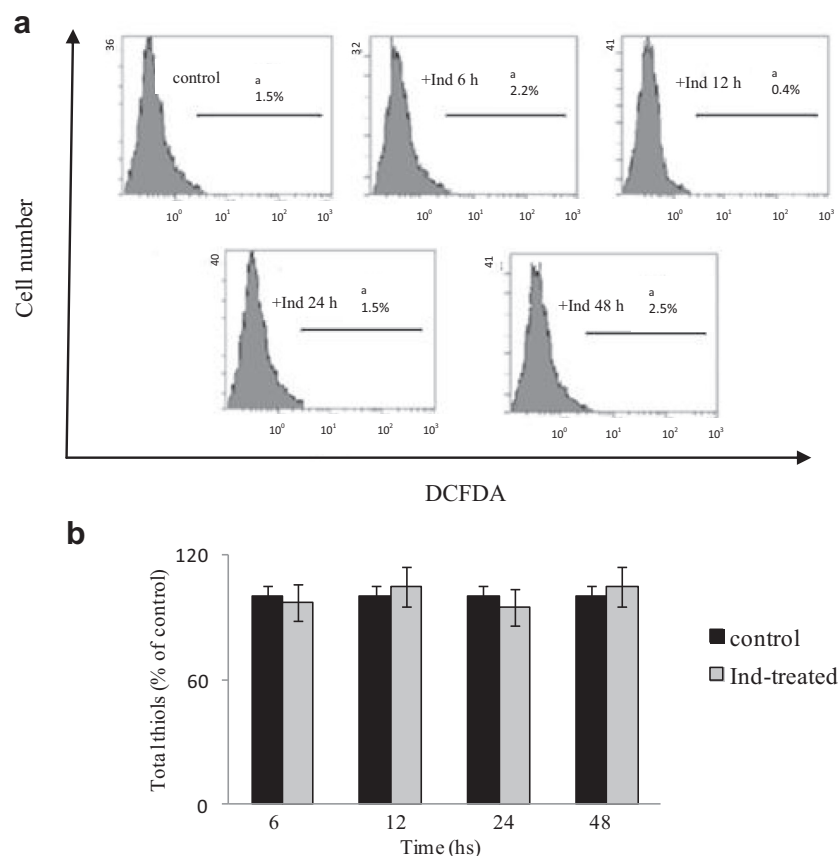 a
Cell number
36
control
a
1.5%
10⁰ 10¹ 10² 10³
32
+Ind 6 h
a
2.2%
10⁰ 10¹ 10² 10³
41
+Ind 12 h
a
0.4%
10⁰ 10¹ 10² 10³
40
+Ind 24 h
a
1.5%
10⁰ 10¹ 10² 10³
41
+Ind 48 h
a
2.5%
10⁰ 10¹ 10² 10³
DCFDA
b
Total thiols (% of control)
120
60
0
6 12 24 48
Time (hs)
control
Ind-treated